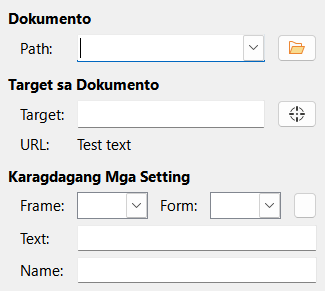 Dokumento
Path:
Target sa Dokumento
Target:
URL: Test text
Karagdagang Mga Setting
Frame: Form:
Text:
Name: